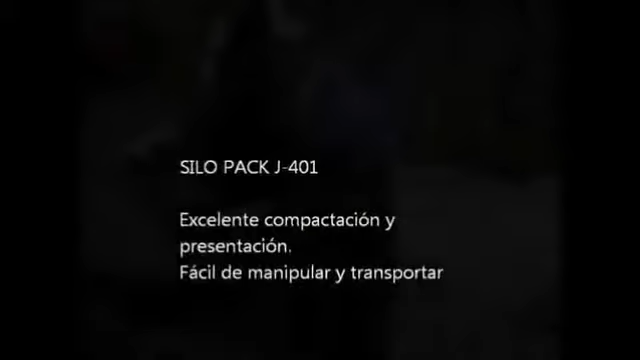 SILO PACK J-401
Excelente compactación y
presentación.
Fácil de manipular y transportar